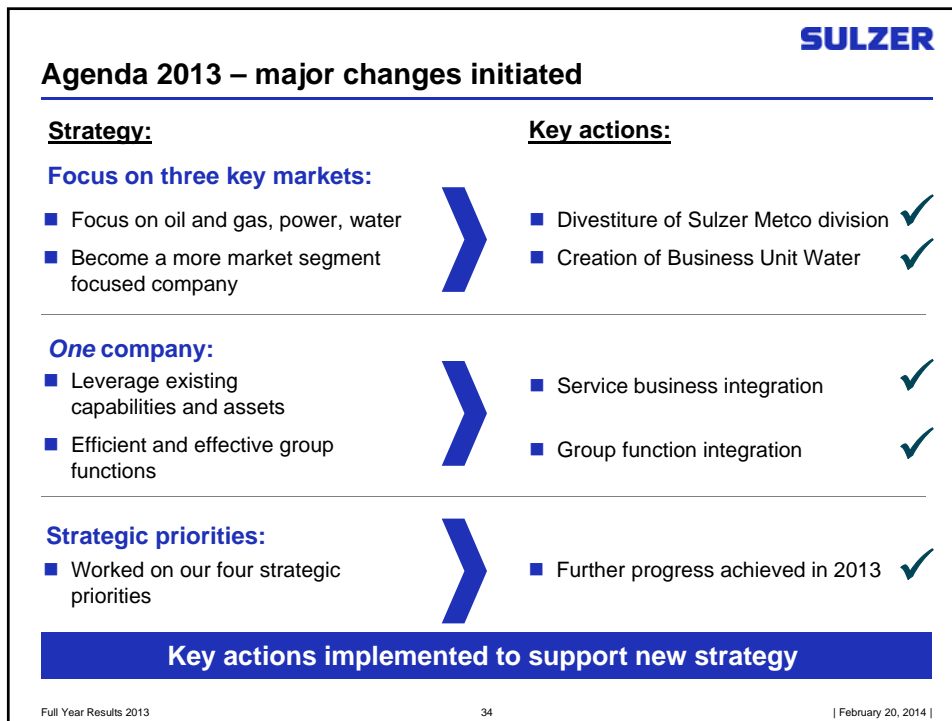 SULZER
Agenda 2013 – major changes initiated
Strategy:
Key actions:
Focus on three key markets:
Focus on oil and gas, power, water
Become a more market segment
focused company
Divestiture of Sulzer Metco division
Creation of Business Unit Water
One company:
Leverage existing
capabilities and assets
Efficient and effective group
functions
Service business integration
Group function integration
Strategic priorities:
Worked on our four strategic
priorities
Further progress achieved in 2013
Key actions implemented to support new strategy
Full Year Results 2013
34
| February 20, 2014 |